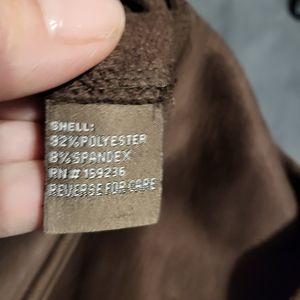 SHELL:
92%POLYESTER
8%SPANDEX
RN# 159236
REVERSE FOR CARE